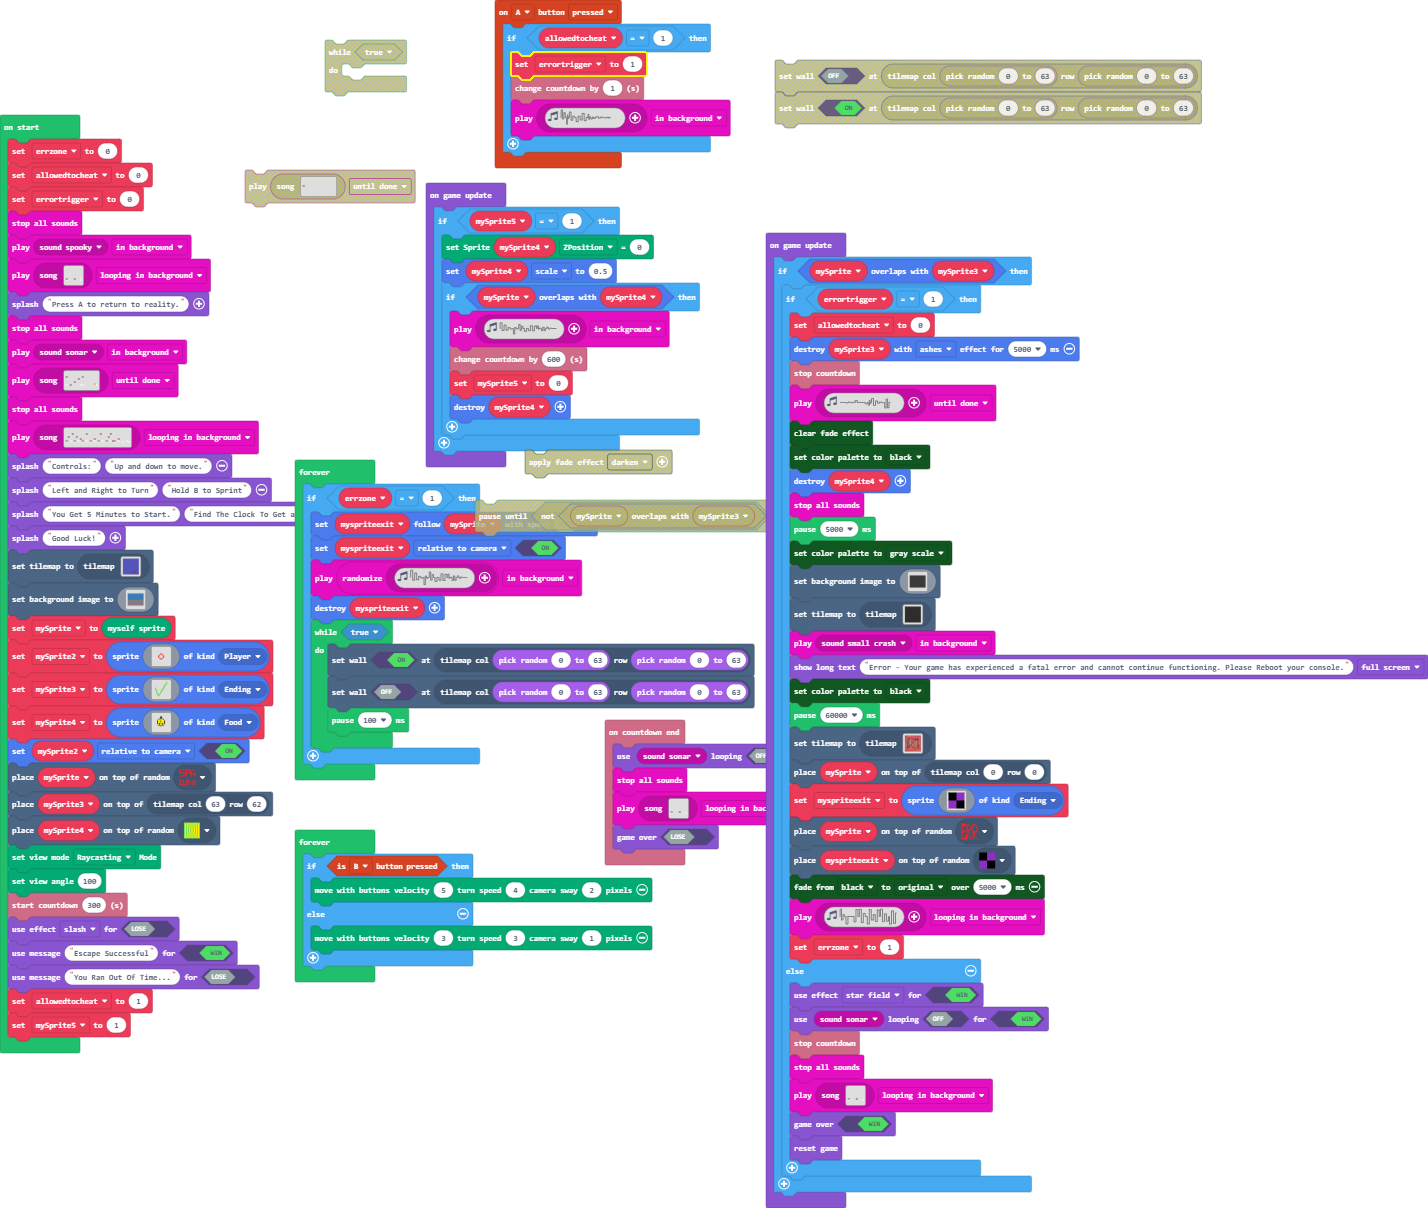 on start
set errzone to 0
set allowedtocheat to 0
set errortrigger to 0
stop all sounds
play sound spooky in background
play song looping in background
splash "Press A to return to reality."
stop all sounds
play sound sonar in background
play song until done
stop all sounds
play song looping in background
splash "Controls:" "Up and down to move."
splash "Left and Right to Turn" "Hold B to Sprint"
splash "You Get 5 Minutes to Start." "Find The Clock To Get a
splash "Good Luck!"
set tilemap to tilemap
set background image to
set mySprite to myself sprite
set mySprite2 to sprite of kind Player
set mySprite3 to sprite of kind Ending
set mySprite4 to sprite of kind Food
set mySprite2 relative to camera ON
place mySprite on top of random
place mySprite3 on top of tilemap col 63 row 62
place mySprite4 on top of random
set view mode Raycasting Mode
set view angle 100
start countdown 300 (s)
use effect slash for LOSE
use message "Escape Successful" for WIN
use message "You Ran Out Of Time..." for LOSE
set allowedtocheat to 1
set mySprite5 to 1
while true
do
play song until done
on A button pressed
if allowedtocheat = 1 then
set errortrigger to 1
change countdown by 1 (s)
play in background
set wall OFF at tilemap col pick random 0 to 63 row pick random 0 to 63
set wall ON at tilemap col pick random 0 to 63 row pick random 0 to 63
on game update
if mySprite5 = 1 then
set Sprite mySprite4 ZPosition = 0
set mySprite4 scale to 0.5
if mySprite overlaps with mySprite4 then
play in background
change countdown by 600 (s)
set mySprite5 to 0
destroy mySprite4
apply fade effect darken
pause until not mySprite overlaps with mySprite3
forever
if errzone = 1 then
set myspriteexit follow mySprite with
set myspriteexit relative to camera ON
play randomize in background
destroy myspriteexit
while true
do
set wall ON at tilemap col pick random 0 to 63 row pick random 0 to 63
set wall OFF at tilemap col pick random 0 to 63 row pick random 0 to 63
pause 100 ms
on countdown end
use sound sonar looping
stop all sounds
play song looping in bac
game over LOSE
forever
if is B button pressed then
move with buttons velocity 5 turn speed 4 camera sway 2 pixels
else
move with buttons velocity 3 turn speed 3 camera sway 1 pixels
on game update
if mySprite overlaps with mySprite3 then
if errortrigger = 1 then
set allowedtocheat to 0
destroy mySprite3 with ashes effect for 5000 ms
stop countdown
play until done
clear fade effect
set color palette to black
destroy mySprite4
stop all sounds
pause 5000 ms
set color palette to gray scale
set background image to
set tilemap to tilemap
play sound small crash in background
show long text "Error - Your game has experienced a fatal error and cannot continue functioning. Please Reboot your console." full screen
set color palette to black
pause 60000 ms
set tilemap to tilemap
place mySprite on top of tilemap col 0 row 0
set myspriteexit to sprite of kind Ending
place mySprite on top of random
place myspriteexit on top of random
fade from black to original over 5000 ms
play looping in background
set errzone to 1
else
use effect star field for WIN
use sound sonar looping OFF for WIN
stop countdown
stop all sounds
play song looping in background
game over WIN
reset game